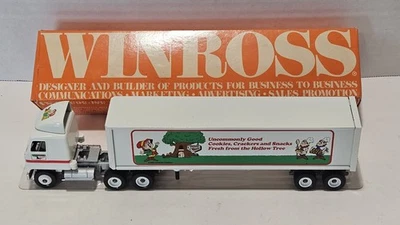 WINROSS
DESIGNER AND BUILDER OF PRODUCTS FOR BUSINESS TO BUSINESS
COMMUNICATIONS • MARKETING • ADVERTISING • SALES PROMOTION
Uncommonly Good
Cookies, Crackers and Snacks
Fresh from the Hollow Tree